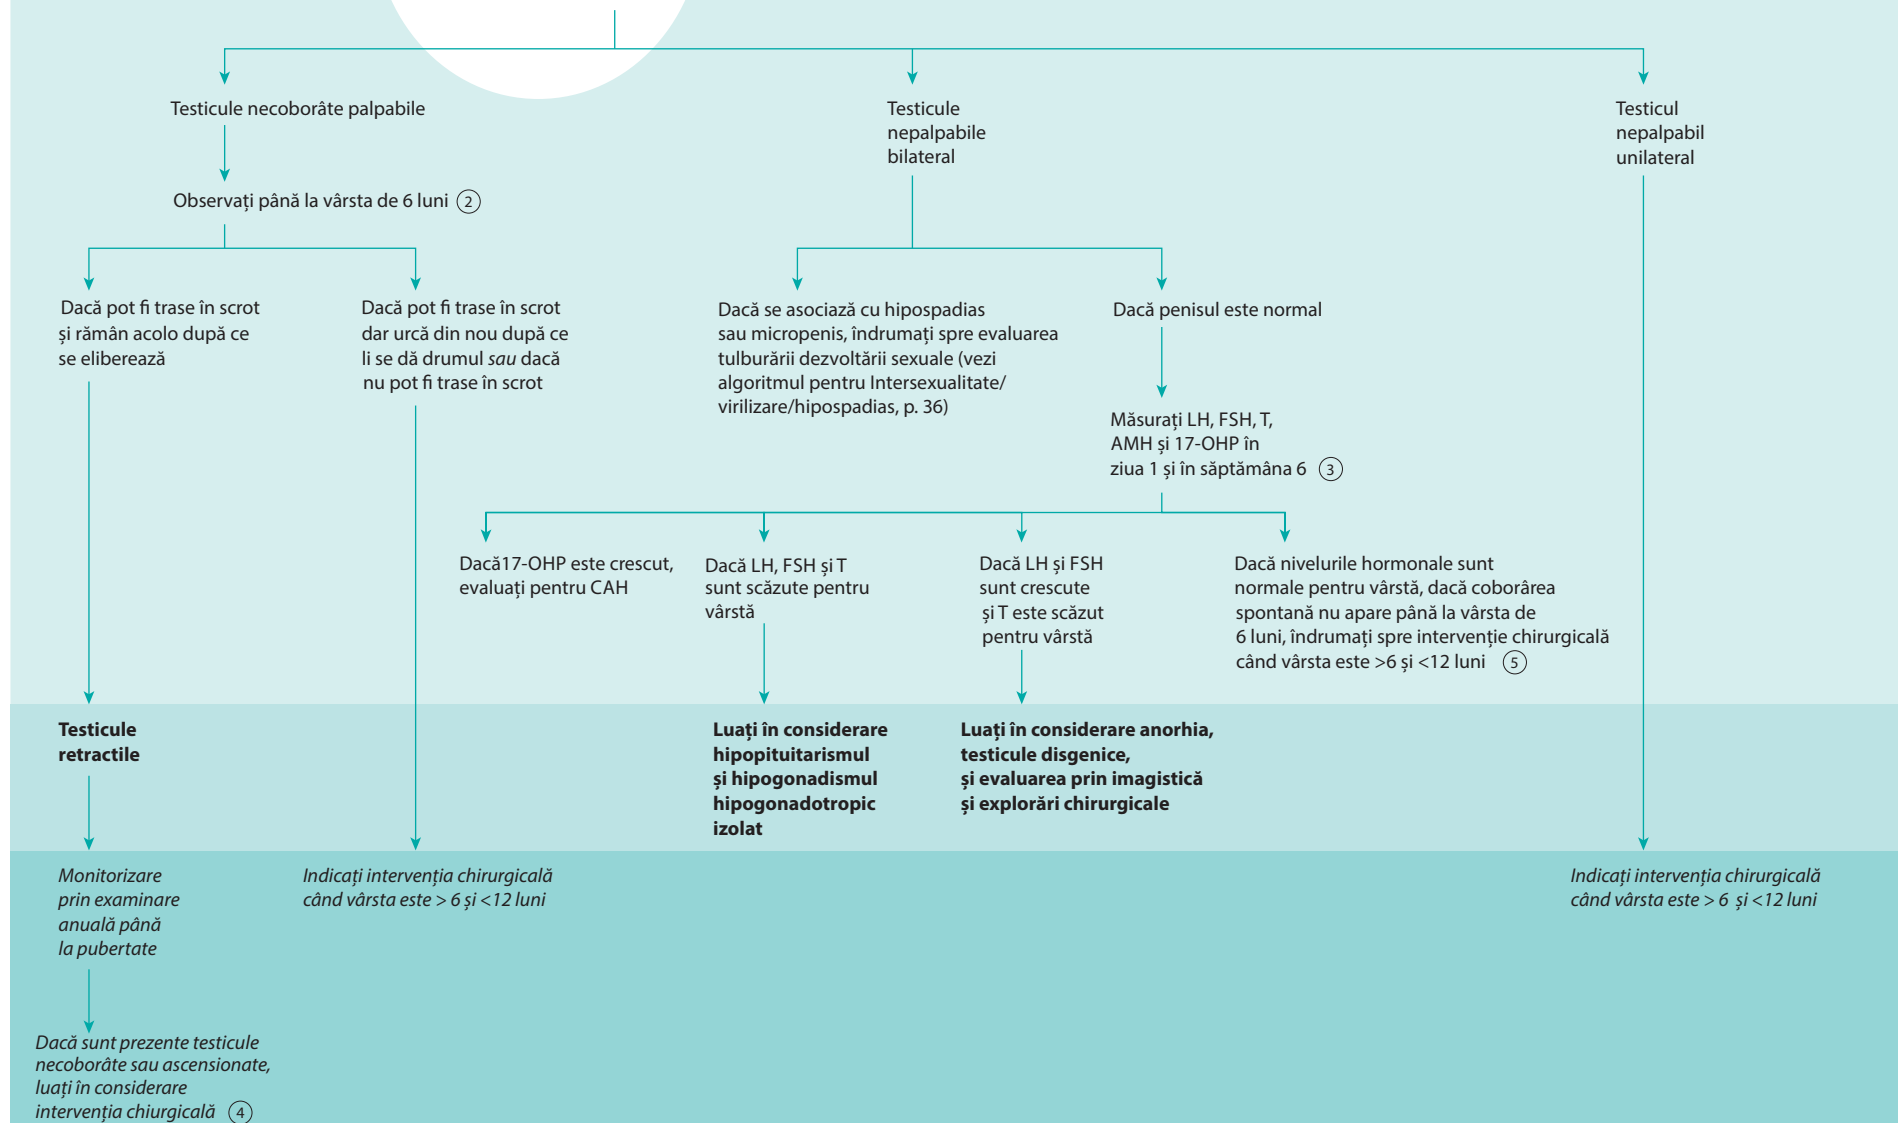 Testicule necoborâte palpabile
Testicule
nepalpabile
bilateral
Testicul
nepalpabil
unilateral
Observați până la vârsta de 6 luni 2
Dacă pot fi trase în scrot
și rămân acolo după ce
se eliberează
Dacă pot fi trase în scrot
dar urcă din nou după ce
li se dă drumul sau dacă
nu pot fi trase în scrot
Dacă se asociază cu hipospadias
sau micropenis, îndrumați spre evaluarea
tulburării dezvoltării sexuale (vezi
algoritmul pentru Intersexualitate/
virilizare/hipospadias, p. 36)
Dacă penisul este normal
Măsurați LH, FSH, T,
AMH și 17-OHP în
ziua 1 și în săptămâna 6 3
Dacă17-OHP este crescut,
evaluați pentru CAH
Dacă LH, FSH și T
sunt scăzute pentru
vârstă
Dacă LH și FSH
sunt crescute
și T este scăzut
pentru vârstă
Dacă nivelurile hormonale sunt
normale pentru vârstă, dacă coborârea
spontană nu apare până la vârsta de
6 luni, îndrumați spre intervenție chirurgicală
când vârsta este >6 și <12 luni 5
Testicule
retractile
Luați în considerare
hipopituitarismul
și hipogonadismul
hipogonadotropic
izolat
Luați în considerare anorhia,
testicule disgenice,
și evaluarea prin imagistică
și explorări chirurgicale
Monitorizare
prin examinare
anuală până
la pubertate
Indicați intervenția chirurgicală
când vârsta este > 6 și <12 luni
Indicați intervenția chirurgicală
când vârsta este > 6 și <12 luni
Dacă sunt prezente testicule
necoborâte sau ascensionate,
luați în considerare
intervenția chiurgicală 4